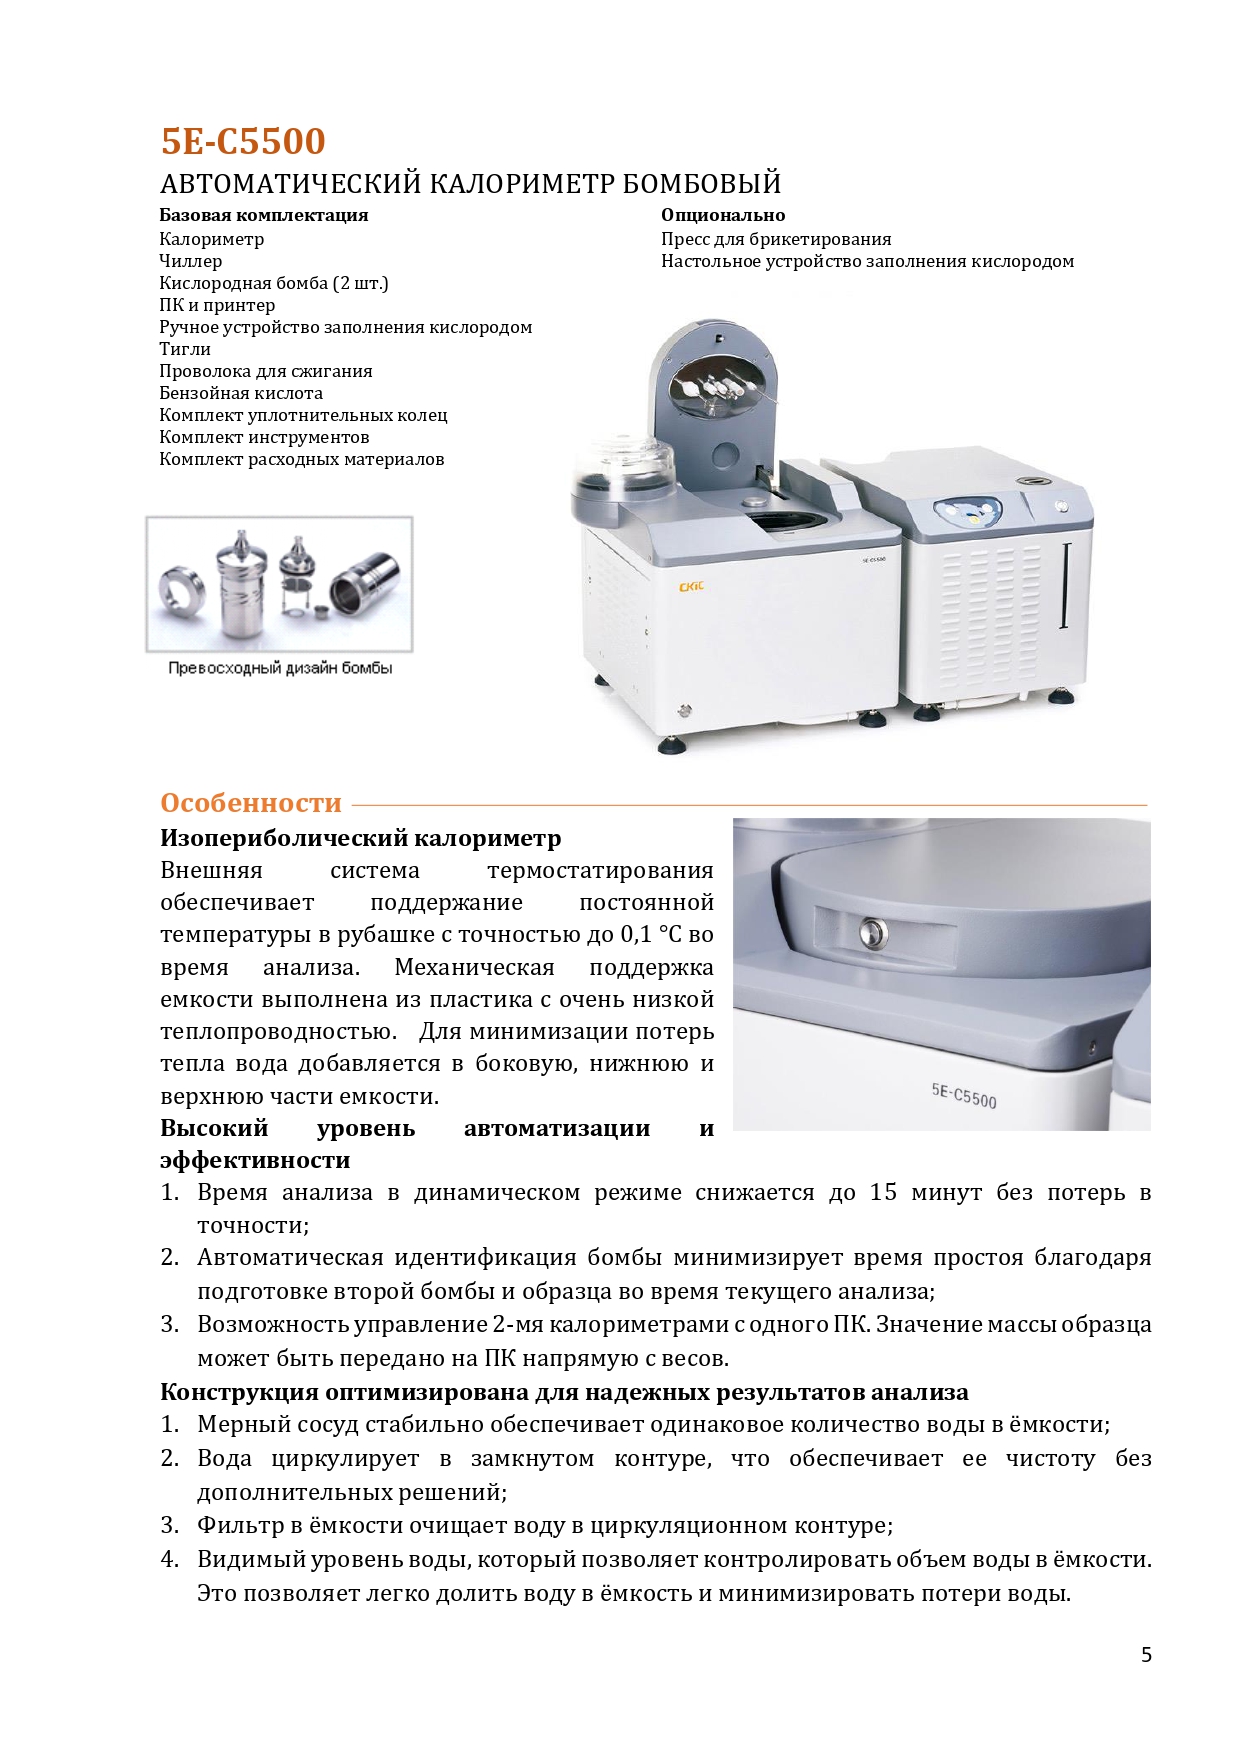 5E-C5500
АВТОМАТИЧЕСКИЙ КАЛОРИМЕТР БОМБОВЫЙ
Базовая комплектация
Калориметр
Чиллер
Кислородная бомба (2 шт.)
ПК и принтер
Ручное устройство заполнения кислородом
Тигли
Проволока для сжигания
Бензойная кислота
Комплект уплотнительных колец
Комплект инструментов
Комплект расходных материалов
Опционально
Пресс для брикетирования
Настольное устройство заполнения кислородом
5E-C5500
CKIC
Превосходный дизайн бомбы
Особенности
Изопериболический калориметр
Внешняя система термостатирования
обеспечивает поддержание постоянной
температуры в рубашке с точностью до 0,1 °C во
время анализа. Механическая поддержка
емкости выполнена из пластика с очень низкой
теплопроводностью. Для минимизации потерь
тепла вода добавляется в боковую, нижнюю и
верхнюю части емкости.
5E-C5500
Высокий уровень автоматизации и
эффективности
1. Время анализа в динамическом режиме снижается до 15 минут без потерь в
точности;
2. Автоматическая идентификация бомбы минимизирует время простоя благодаря
подготовке второй бомбы и образца во время текущего анализа;
3. Возможность управление 2-мя калориметрами с одного ПК. Значение массы образца
может быть передано на ПК напрямую с весов.
Конструкция оптимизирована для надежных результатов анализа
1. Мерный сосуд стабильно обеспечивает одинаковое количество воды в ёмкости;
2. Вода циркулирует в замкнутом контуре, что обеспечивает ее чистоту без
дополнительных решений;
3. Фильтр в ёмкости очищает воду в циркуляционном контуре;
4. Видимый уровень воды, который позволяет контролировать объем воды в ёмкости.
Это позволяет легко долить воду в ёмкость и минимизировать потери воды.
5